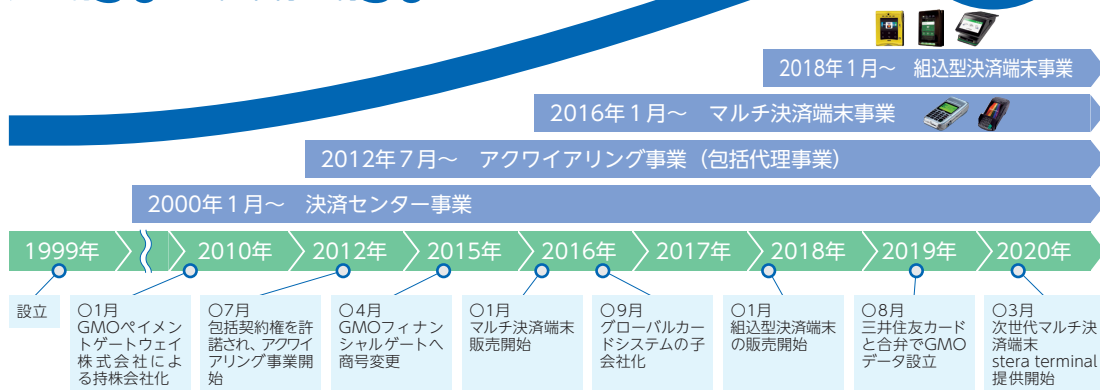 2018年1月～ 組込型決済端末事業
2016年1月～ マルチ決済端末事業
2012年7月～ アクワイアリング事業（包括代理事業）
2000年1月～ 決済センター事業
1999年 2010年 2012年 2015年 2016年 2017年 2018年 2019年 2020年
設立
○1月
GMOペイメン
トゲートウェイ
株式会社によ
る持株会社化
○7月
包括契約権を許
諾され、アクワイ
アリング事業開
始
○4月
GMOフィナン
シャルゲートへ
商号変更
○1月
マルチ決済端末
販売開始
○9月
グローバルカー
ドシステムの子
会社化
○1月
組込型決済端末
の販売開始
○8月
三井住友カード
と合弁でGMO
データ設立
○3月
次世代マルチ決
済端末
stera terminal
提供開始